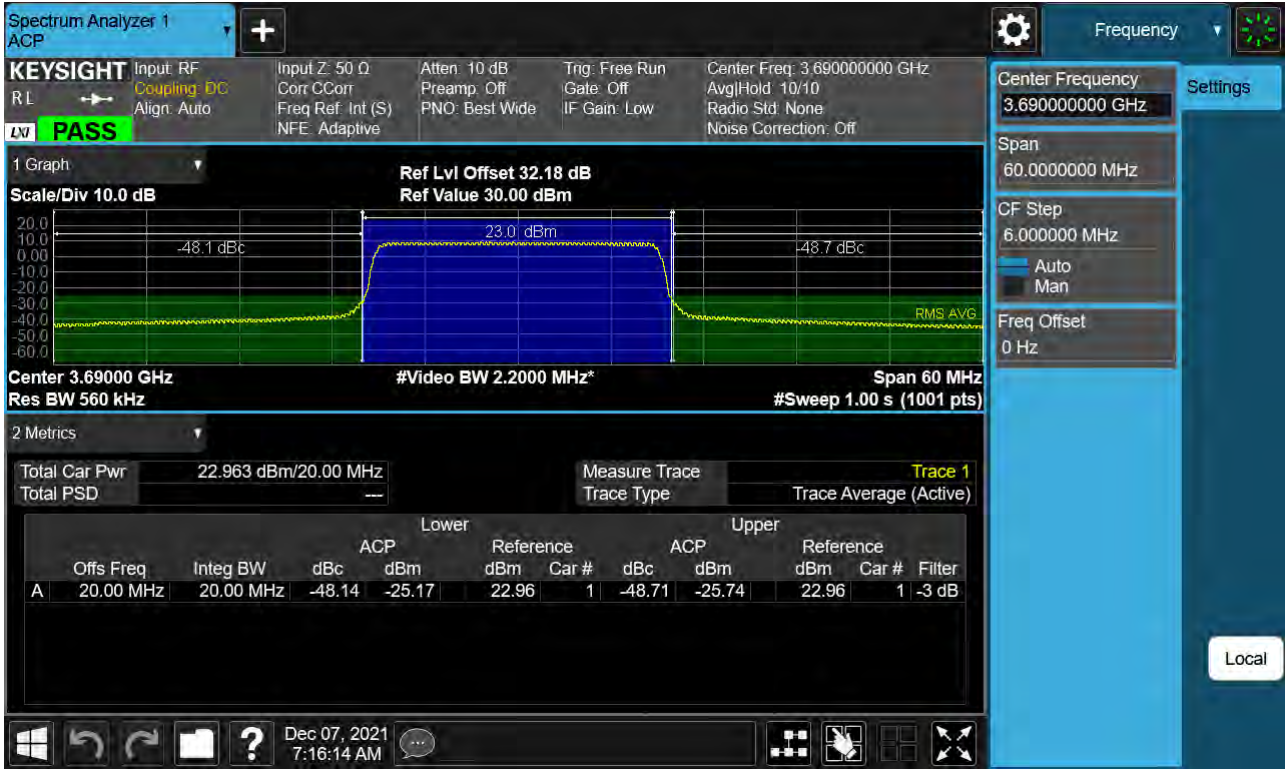 Spectrum Analyzer 1
ACP
Frequency
KEYSIGHT
R L
LXI
PASS
Input: RF
Coupling: DC
Align: Auto
Input Z: 50 Ω
Corr CCorr
Freq Ref: Int (S)
NFE: Adaptive
Atten: 10 dB
Preamp: Off
PNO: Best Wide
Trig: Free Run
Gate: Off
IF Gain: Low
Center Freq: 3.690000000 GHz
Avg|Hold: 10/10
Radio Std: None
Noise Correction: Off
1 Graph
Scale/Div 10.0 dB
Ref Lvl Offset 32.18 dB
Ref Value 30.00 dBm
20.0
10.0
0.00
-10.0
-20.0
-30.0
-40.0
-50.0
-60.0
-48.1 dBc
23.0 dBm
-48.7 dBc
RMS AVG
Center 3.69000 GHz
#Video BW 2.2000 MHz*
Span 60 MHz
Res BW 560 kHz
#Sweep 1.00 s (1001 pts)
2 Metrics
Total Car Pwr 22.963 dBm/20.00 MHz
Total PSD ---
Measure Trace Trace 1
Trace Type Trace Average (Active)
Lower Upper
ACP Reference ACP Reference
Offs Freq Integ BW dBc dBm dBm Car # dBc dBm dBm Car # Filter
A 20.00 MHz 20.00 MHz -48.14 -25.17 22.96 1 -48.71 -25.74 22.96 1 -3 dB
Center Frequency
3.690000000 GHz
Settings
Span
60.0000000 MHz
CF Step
6.000000 MHz
Auto
Man
Freq Offset
0 Hz
Local
?
Dec 07, 2021
7:16:14 AM